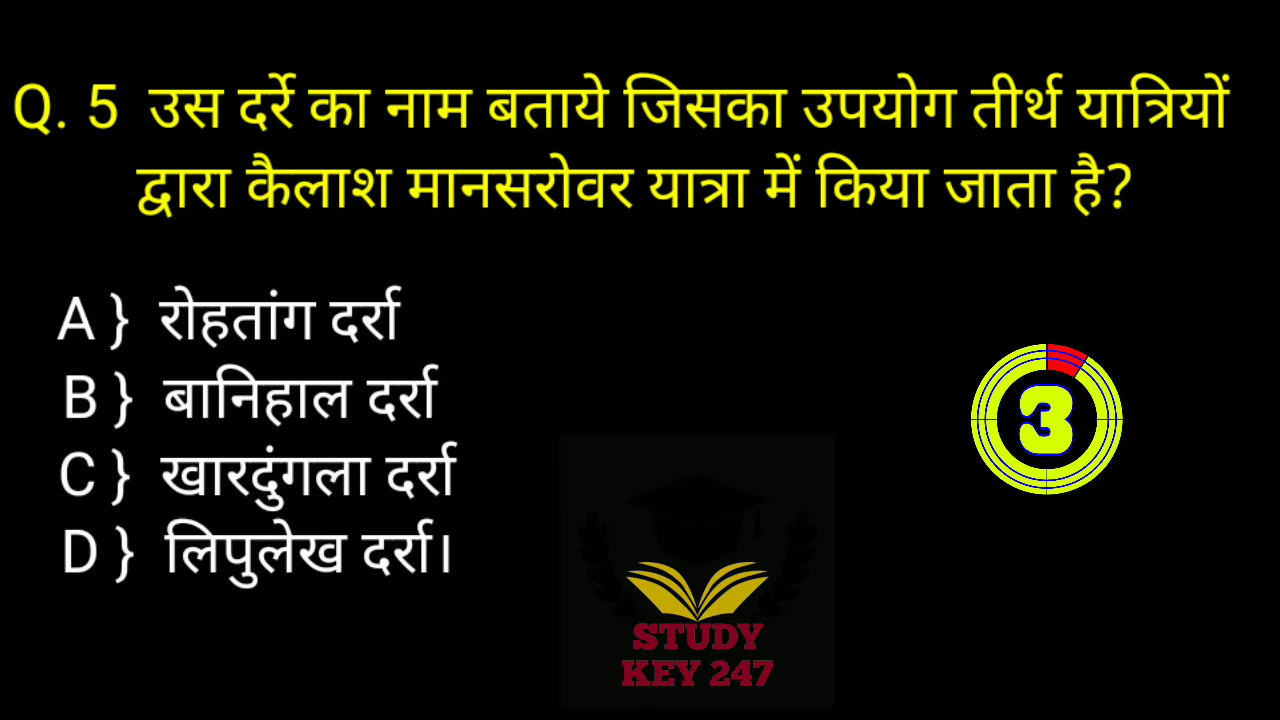 Q. 5 उस दर्रे का नाम बताये जिसका उपयोग तीर्थ यात्रियों
द्वारा कैलाश मानसरोवर यात्रा में किया जाता है?
A } रोहतांग दर्रा
B } बानिहाल दर्रा
C } खारदुंगला दर्रा
D } लिपुलेख दर्रा।
3
STUDY
KEY 247